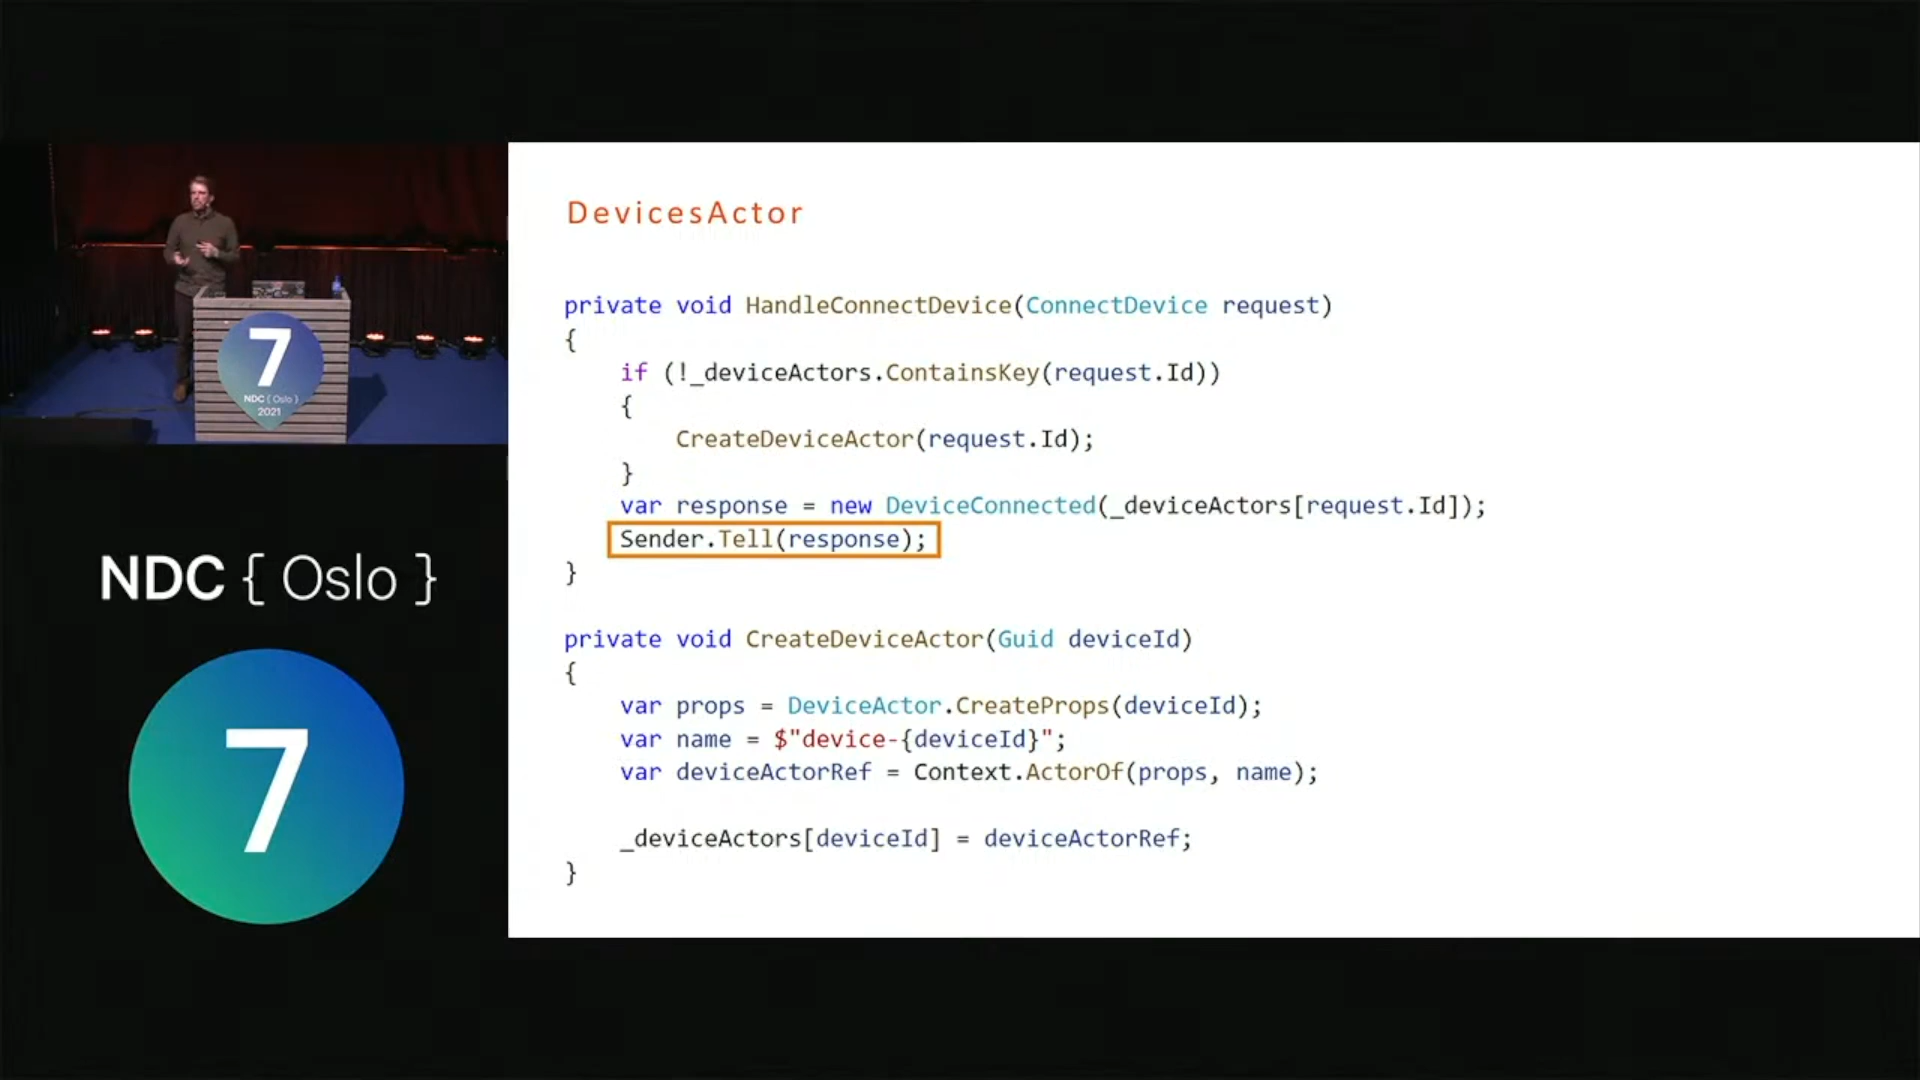 7
NDC { Oslo }
2021
NDC { Oslo }
7
DevicesActor
private void HandleConnectDevice(ConnectDevice request)
{
    if (!_deviceActors.ContainsKey(request.Id))
    {
        CreateDeviceActor(request.Id);
    }
    var response = new DeviceConnected(_deviceActors[request.Id]);
    Sender.Tell(response);
}
private void CreateDeviceActor(Guid deviceId)
{
    var props = DeviceActor.CreateProps(deviceId);
    var name = $"device-{deviceId}";
    var deviceActorRef = Context.ActorOf(props, name);
    _deviceActors[deviceId] = deviceActorRef;
}